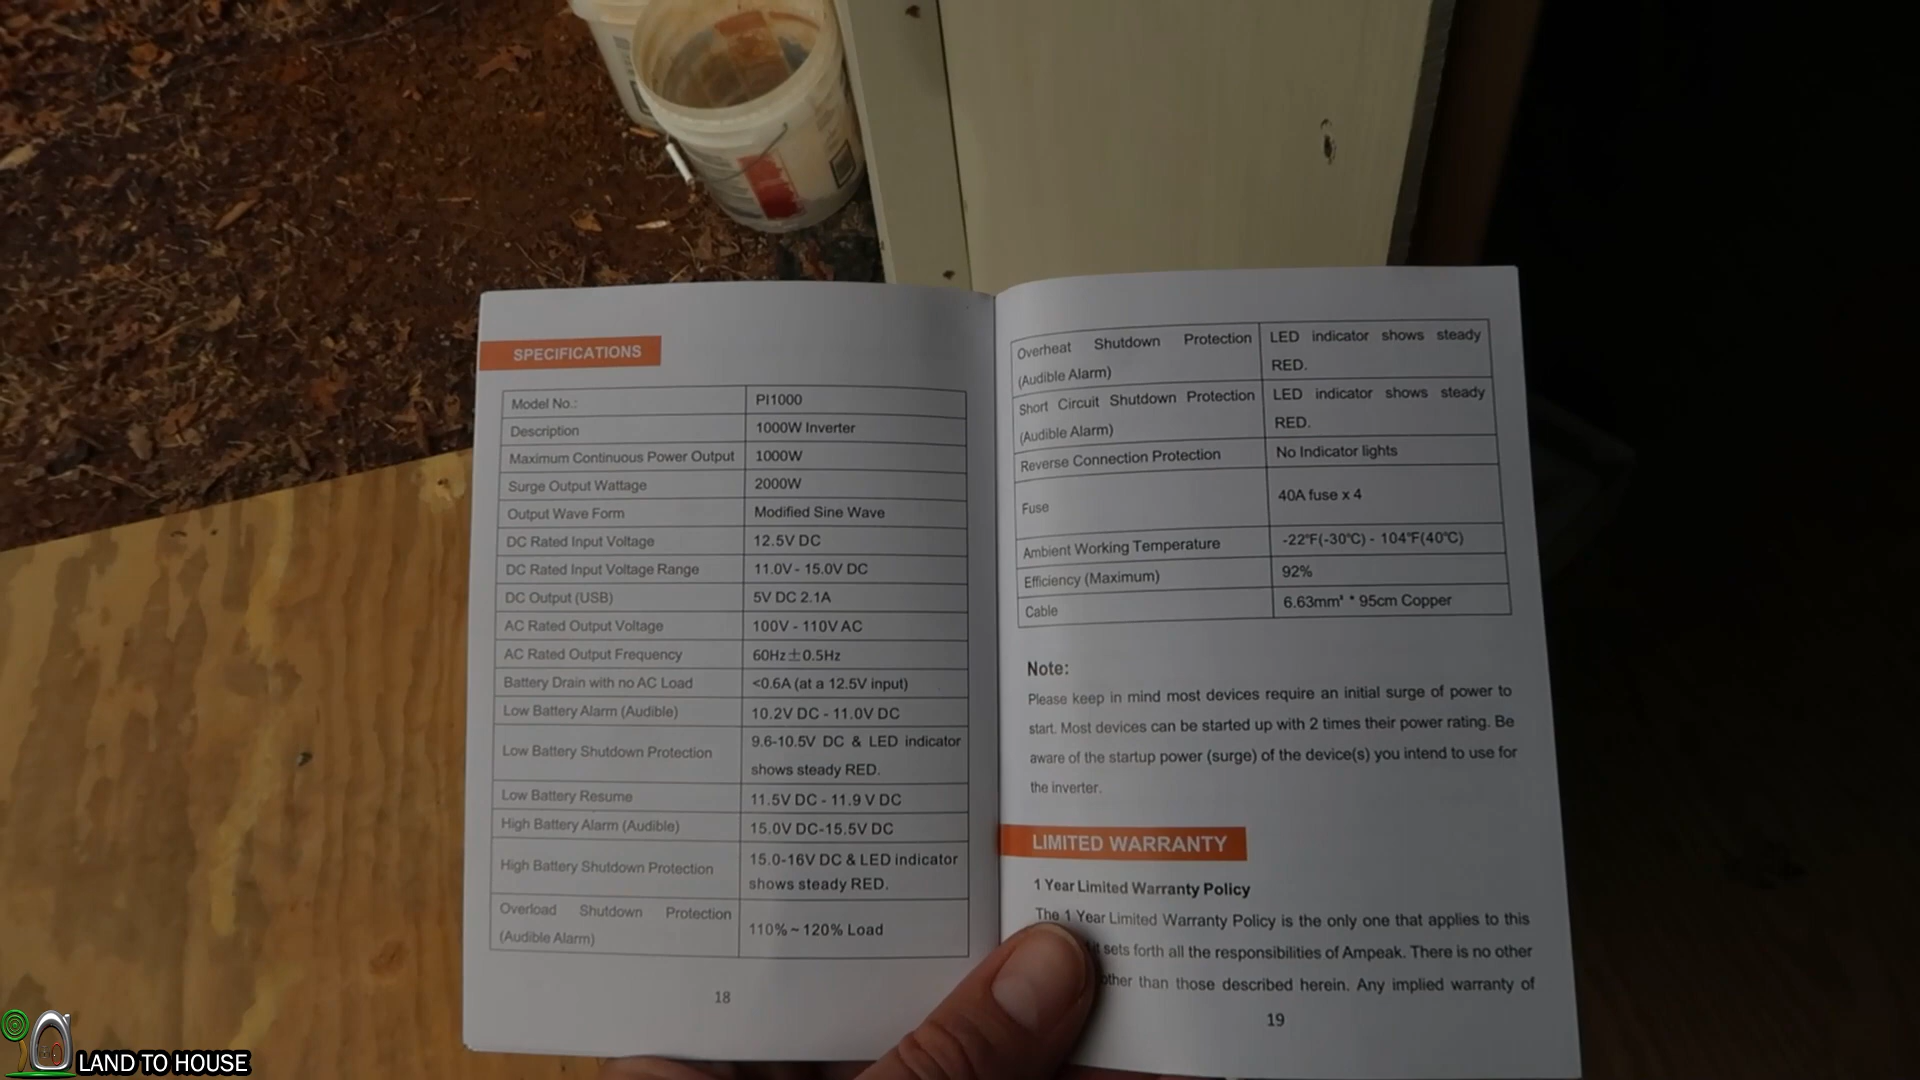 SPECIFICATIONS
Model No.: PI1000
Description 1000W Inverter
Maximum Continuous Power Output 1000W
Surge Output Wattage 2000W
Output Wave Form Modified Sine Wave
DC Rated Input Voltage 12.5V DC
DC Rated Input Voltage Range 11.0V - 15.0V DC
DC Output (USB) 5V DC 2.1A
AC Rated Output Voltage 100V - 110V AC
AC Rated Output Frequency 60Hz±0.5Hz
Battery Drain with no AC Load <0.6A (at a 12.5V input)
Low Battery Alarm (Audible) 10.2V DC - 11.0V DC
Low Battery Shutdown Protection 9.6-10.5V DC & LED indicator
shows steady RED.
Low Battery Resume 11.5V DC - 11.9 V DC
High Battery Alarm (Audible) 15.0V DC-15.5V DC
High Battery Shutdown Protection 15.0-16V DC & LED indicator
shows steady RED.
Overload Shutdown Protection
(Audible Alarm) 110% ~ 120% Load
18
Overheat Shutdown Protection LED indicator shows steady
(Audible Alarm) RED.
Short Circuit Shutdown Protection LED indicator shows steady
(Audible Alarm) RED.
Reverse Connection Protection No Indicator lights
Fuse 40A fuse x 4
Ambient Working Temperature -22℉(-30℃) - 104℉(40℃)
Efficiency (Maximum) 92%
Cable 6.63mm² * 95cm Copper
Note:
Please keep in mind most devices require an initial surge of power to
start. Most devices can be started up with 2 times their power rating. Be
aware of the startup power (surge) of the device(s) you intend to use for
the inverter.
LIMITED WARRANTY
1 Year Limited Warranty Policy
The 1 Year Limited Warranty Policy is the only one that applies to this
it sets forth all the responsibilities of Ampeak. There is no other
other than those described herein. Any implied warranty of
19
LAND TO HOUSE